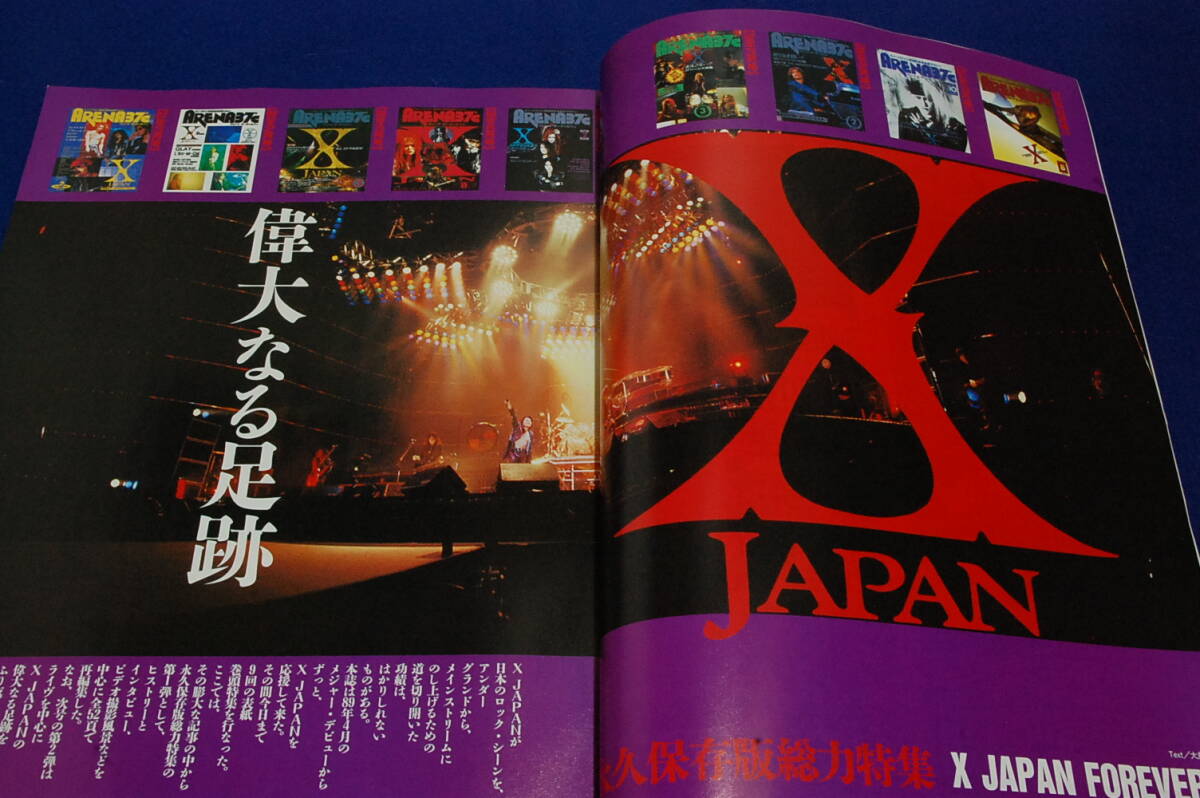 ARENA37℃
ARENA37℃
GLAY
ARENA37℃
X
JAPAN
ARENA37℃
X
ARENA37℃
X
ARENA37℃
X
3
ARENA37℃
X
2
ARENA37℃
ARENA37℃
X
8
偉大なる足跡
X JAPAN
X JAPANが
日本のロック・シーンを、
アンダー
グランドから、
メインストリームに
のし上げるための
道を切り開いた
功績は、
はかりしれない
ものがある。
本誌は89年4月の
メジャー・デビューから
ずっと、
X JAPANを
応援して来た。
その間今日まで
9回の表紙
巻頭特集を行なった。
ここでは、
その膨大な記事の中から
永久保存版総力特集の
第1弾として、
ヒストリーと
インタビュー、
ビデオ撮影風景などを
中心に全52頁で
再編集した。
なお、次号の第2弾は
ライヴを中心に
X JAPANの
偉大なる足跡を
久保存版総力特集 X JAPAN FOREVER
Text／大